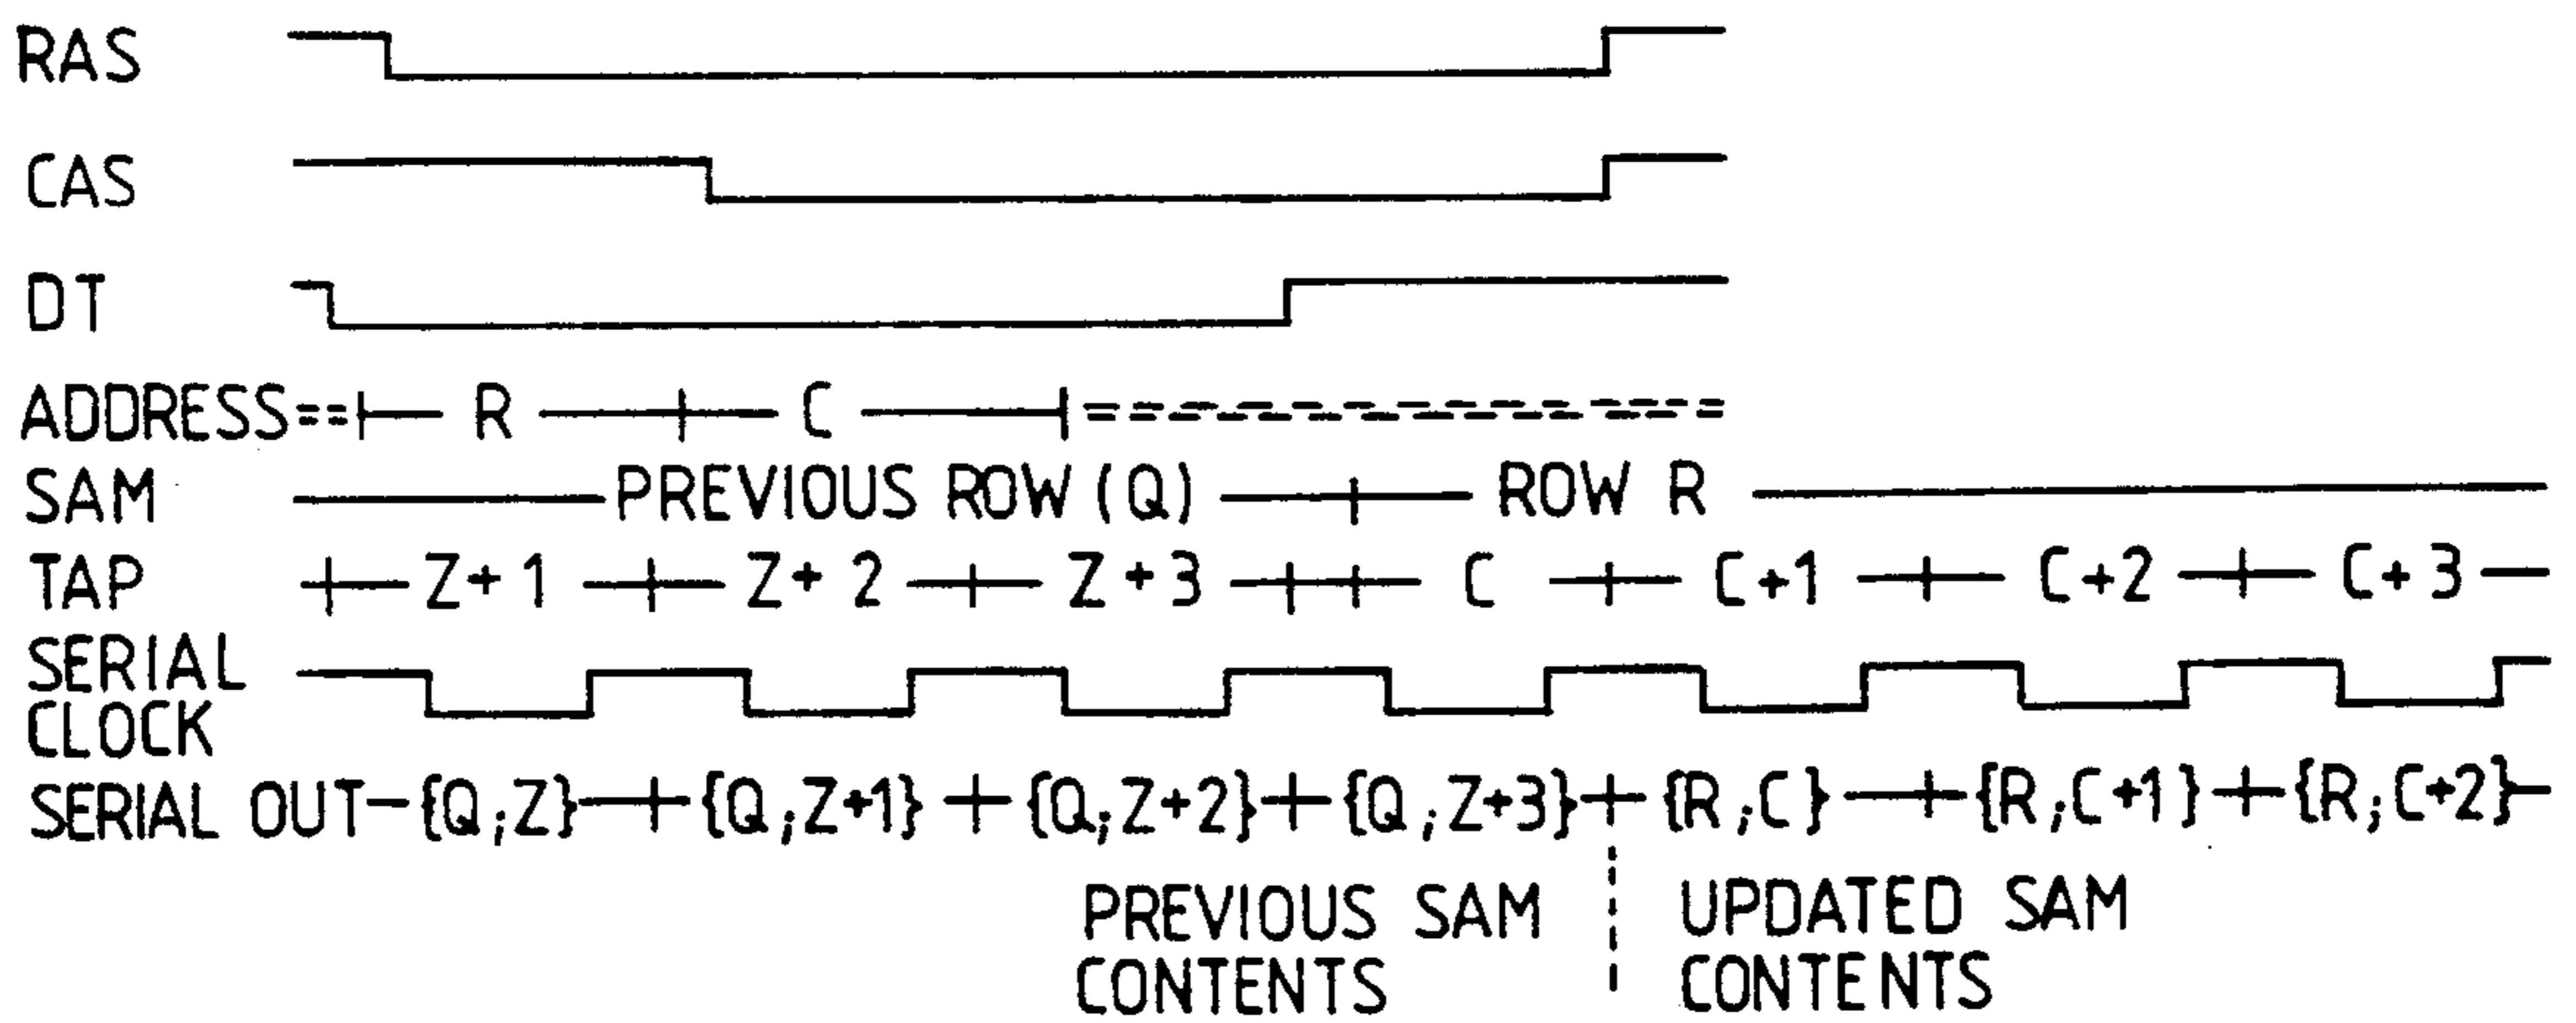 RAS
CAS
DT
ADDRESS R C
SAM PREVIOUS ROW (Q) ROW R
TAP Z+1 Z+2 Z+3 C C+1 C+2 C+3
SERIAL
CLOCK
SERIAL OUT {Q;Z} {Q;Z+1} {Q;Z+2} {Q;Z+3} {R;C} {R;C+1} {R;C+2}
PREVIOUS SAM UPDATED SAM
CONTENTS CONTENTS